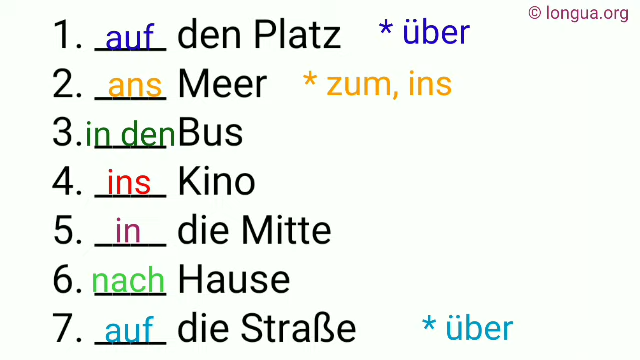 © longua.org
1. auf den Platz * über
2. ans Meer * zum, ins
3. in den Bus
4. ins Kino
5. in die Mitte
6. nach Hause
7. auf die Straße * über